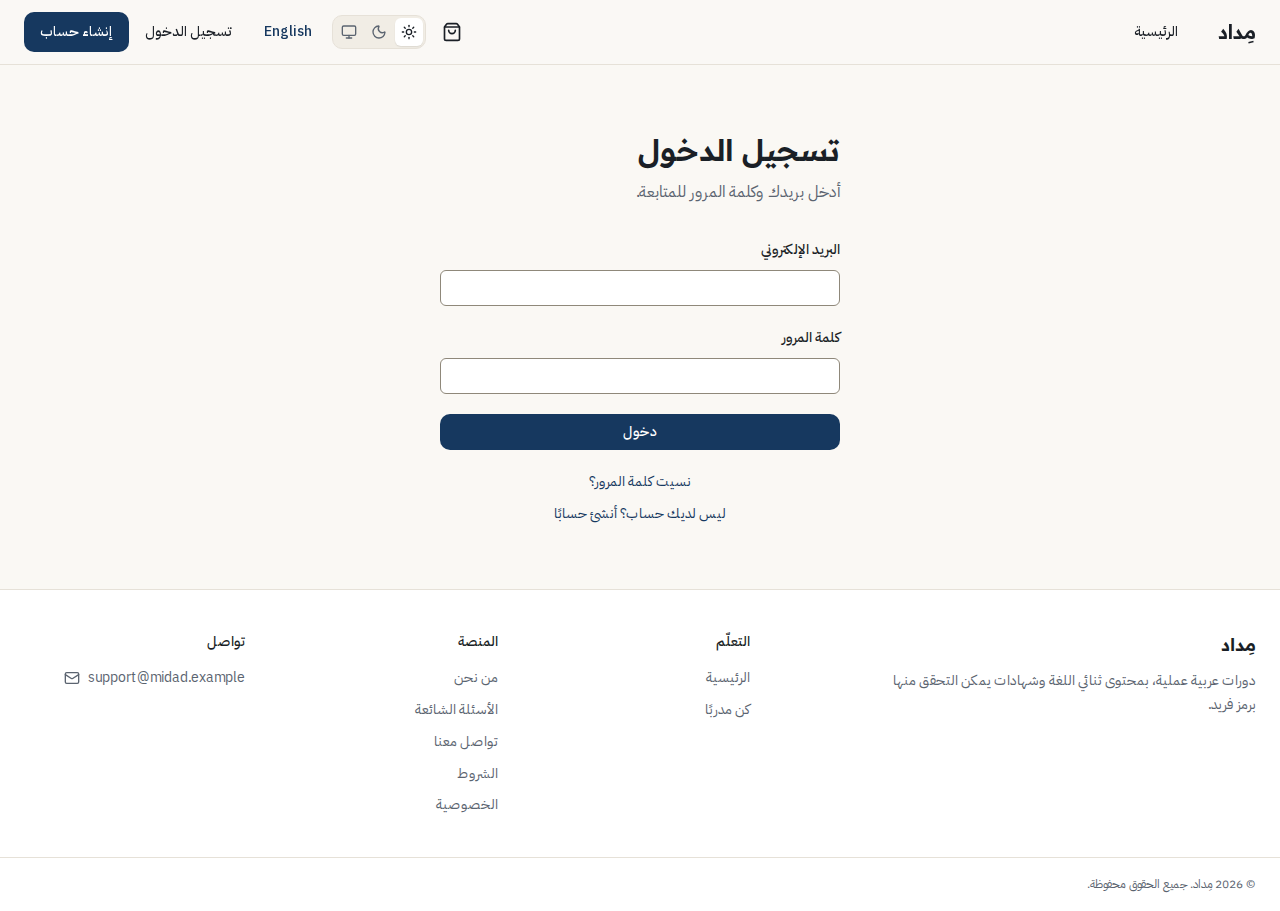 مِداد
الرئيسية
English
تسجيل الدخول
إنشاء حساب
تسجيل الدخول
أدخل بريدك وكلمة المرور للمتابعة.
البريد الإلكتروني
كلمة المرور
دخول
نسيت كلمة المرور؟
ليس لديك حساب؟ أنشئ حسابًا
مِداد
دورات عربية عملية، بمحتوى ثنائي اللغة وشهادات يمكن التحقق منها
برمز فريد.
التعلّم
الرئيسية
كن مدربًا
المنصة
من نحن
الأسئلة الشائعة
تواصل معنا
الشروط
الخصوصية
تواصل
support@midad.example
© 2026 مِداد. جميع الحقوق محفوظة.